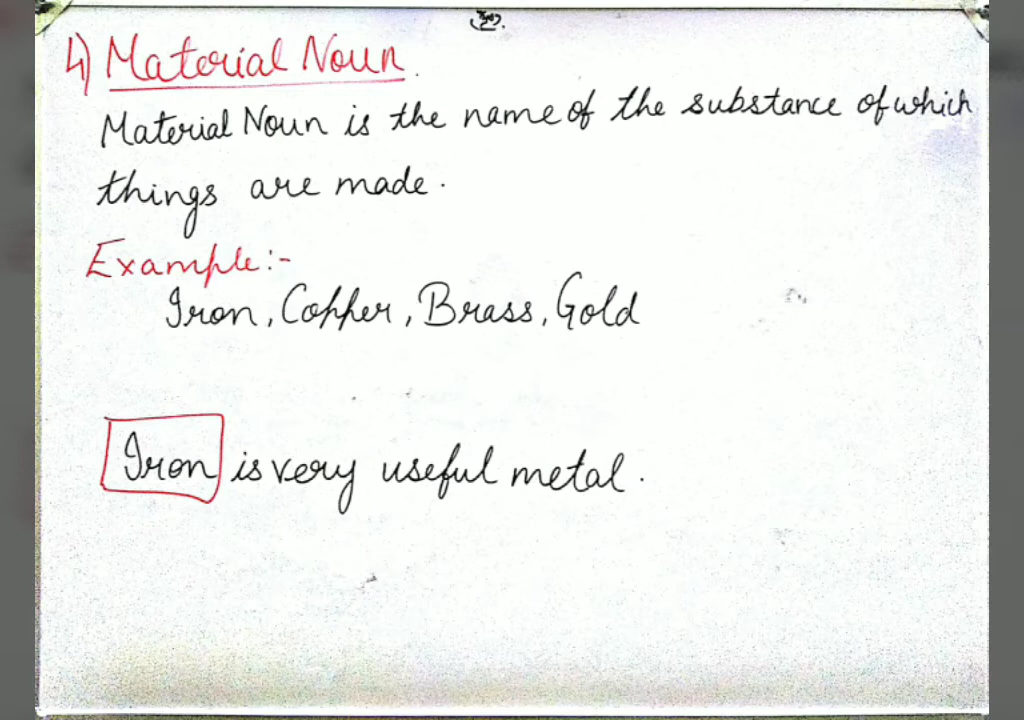 4) Material Noun
Material Noun is the name of the substance of which
things are made.
Example:-
Iron, Copper, Brass, Gold
Iron is very useful metal.